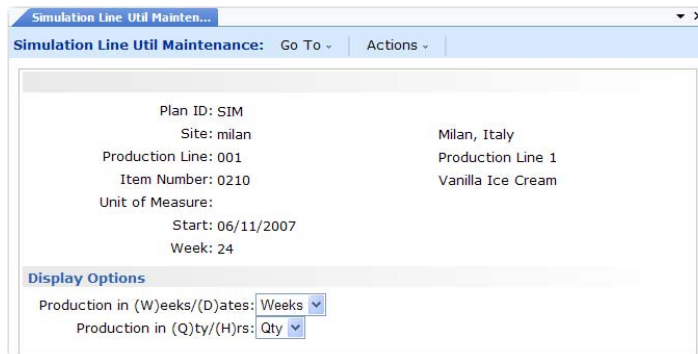 Simulation Line Util Mainten...
Simulation Line Util Maintenance: Go To Actions
Plan ID: SIM
Site: milan Milan, Italy
Production Line: 001 Production Line 1
Item Number: 0210 Vanilla Ice Cream
Unit of Measure:
Start: 06/11/2007
Week: 24
Display Options
Production in (W)eeks/(D)ates: Weeks
Production in (Q)ty/(H)rs: Qty